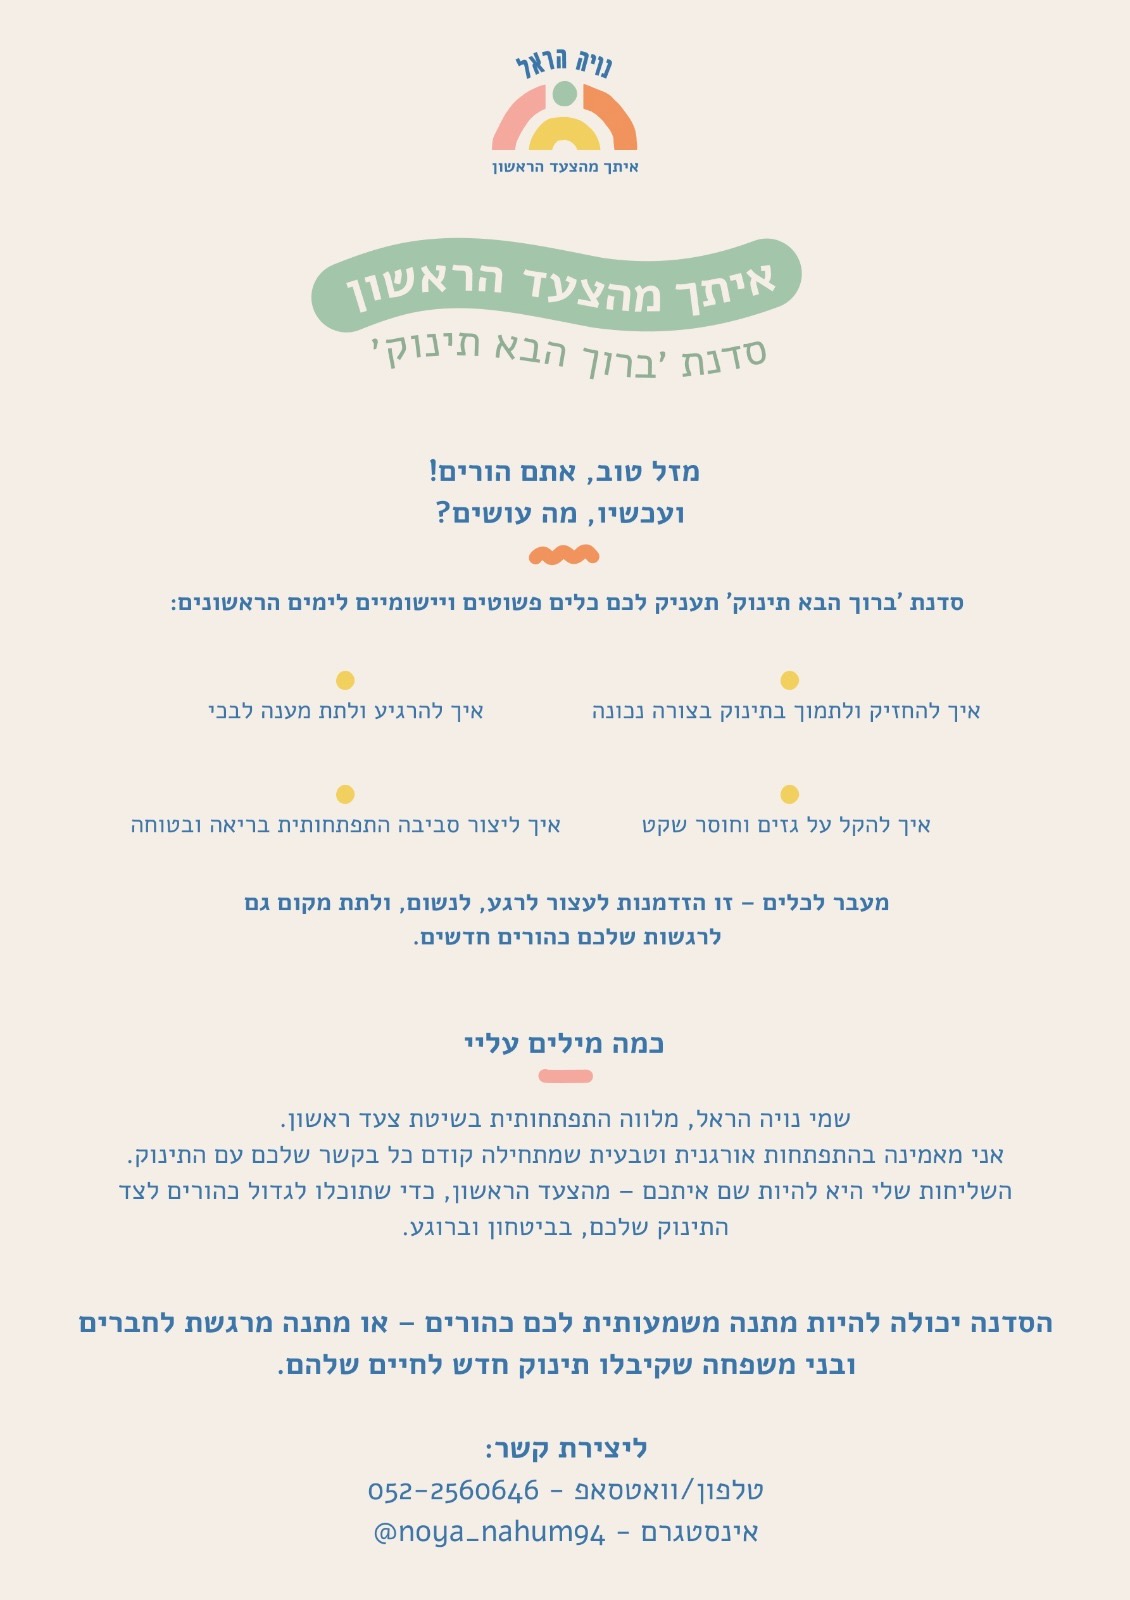 נויה הראל
איתך מהצעד הראשון
איתך מהצעד הראשון
סדנת 'ברוך הבא תינוק'
מזל טוב, אתם הורים!
ועכשיו, מה עושים?
סדנת 'ברוך הבא תינוק' תעניק לכם כלים פשוטים ויישומיים לימים הראשונים:
איך להחזיק ולתמוך בתינוק בצורה נכונה
איך להרגיע ולתת מענה לבכי
איך להקל על גזים וחוסר שקט
איך ליצור סביבה התפתחותית בריאה ובטוחה
מעבר לכלים – זו הזדמנות לעצור לרגע, לנשום, ולתת מקום גם
לרגשות שלכם כהורים חדשים.
כמה מילים עליי
שמי נויה הראל, מלווה התפתחותית בשיטת צעד ראשון.
אני מאמינה בהתפתחות אורגנית וטבעית שמתחילה קודם כל בקשר שלכם עם התינוק.
השליחות שלי היא להיות שם איתכם – מהצעד הראשון, כדי שתוכלו לגדול כהורים לצד
התינוק שלכם, בביטחון וברוגע.
הסדנה יכולה להיות מתנה משמעותית לכם כהורים – או מתנה מרגשת לחברים
ובני משפחה שקיבלו תינוק חדש לחיים שלהם.
ליצירת קשר:
טלפון/וואטסאפ - 052-2560646
אינסטגרם - @noya_nahum94